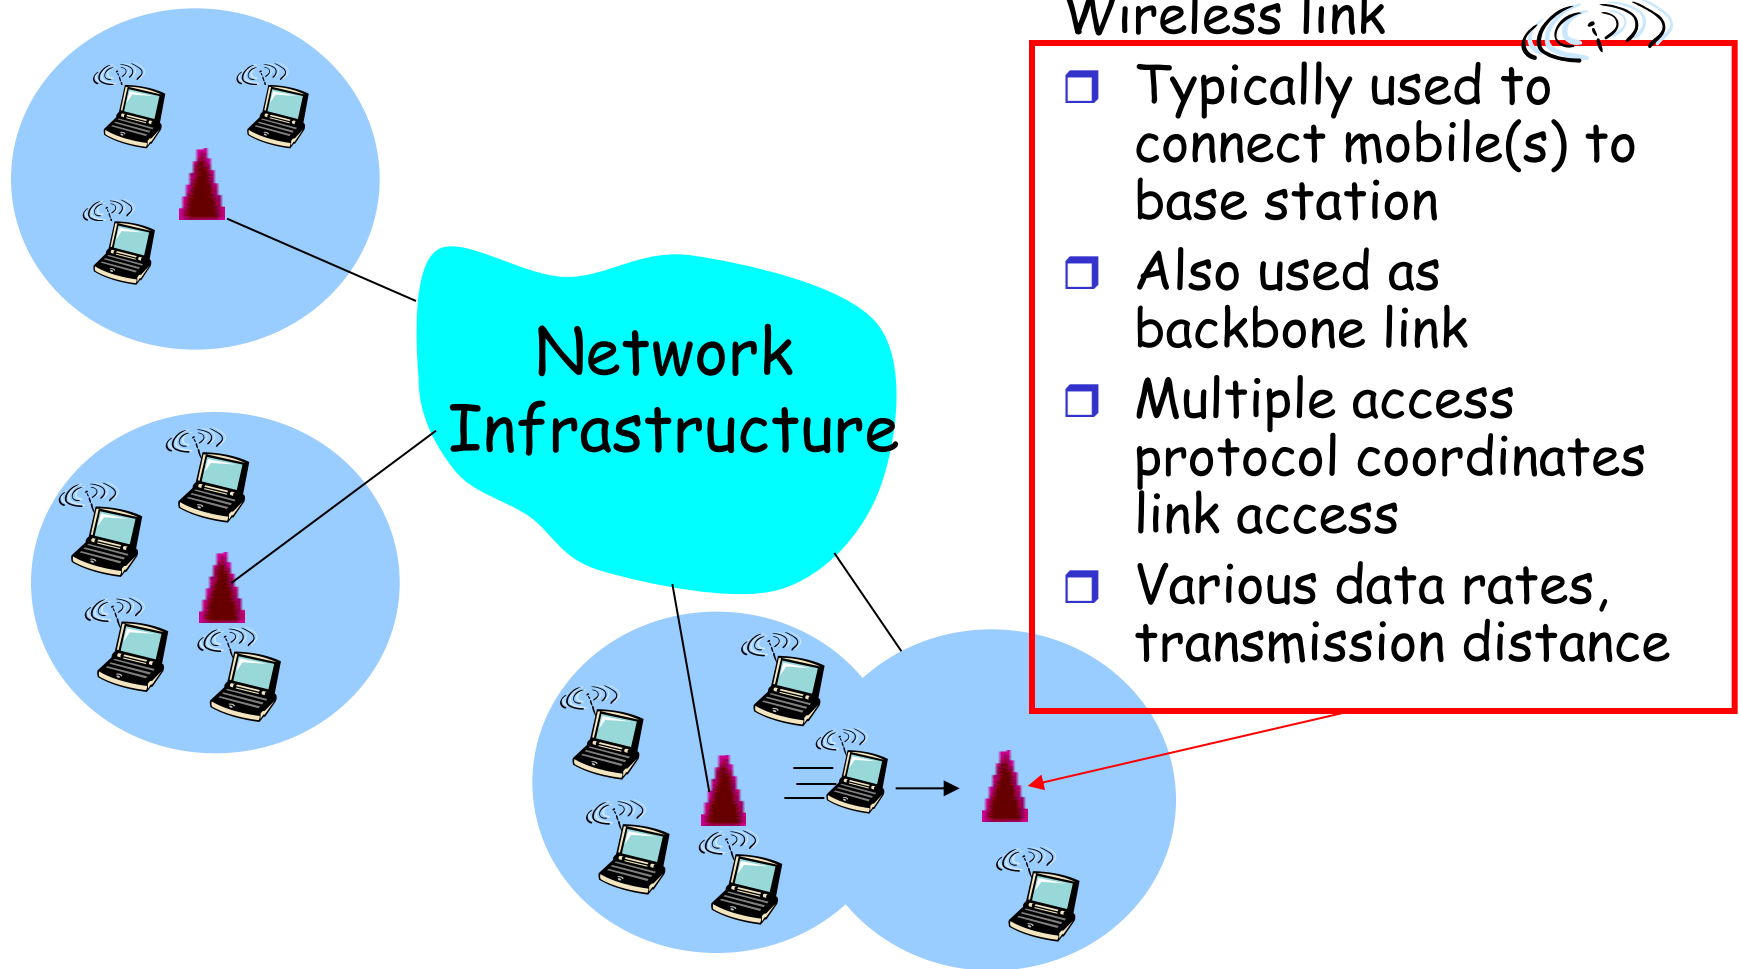 Wireless link
Typically used to
connect mobile(s) to
base station
Also used as
backbone link
Multiple access
protocol coordinates
link access
Various data rates,
transmission distance
Network
Infrastructure